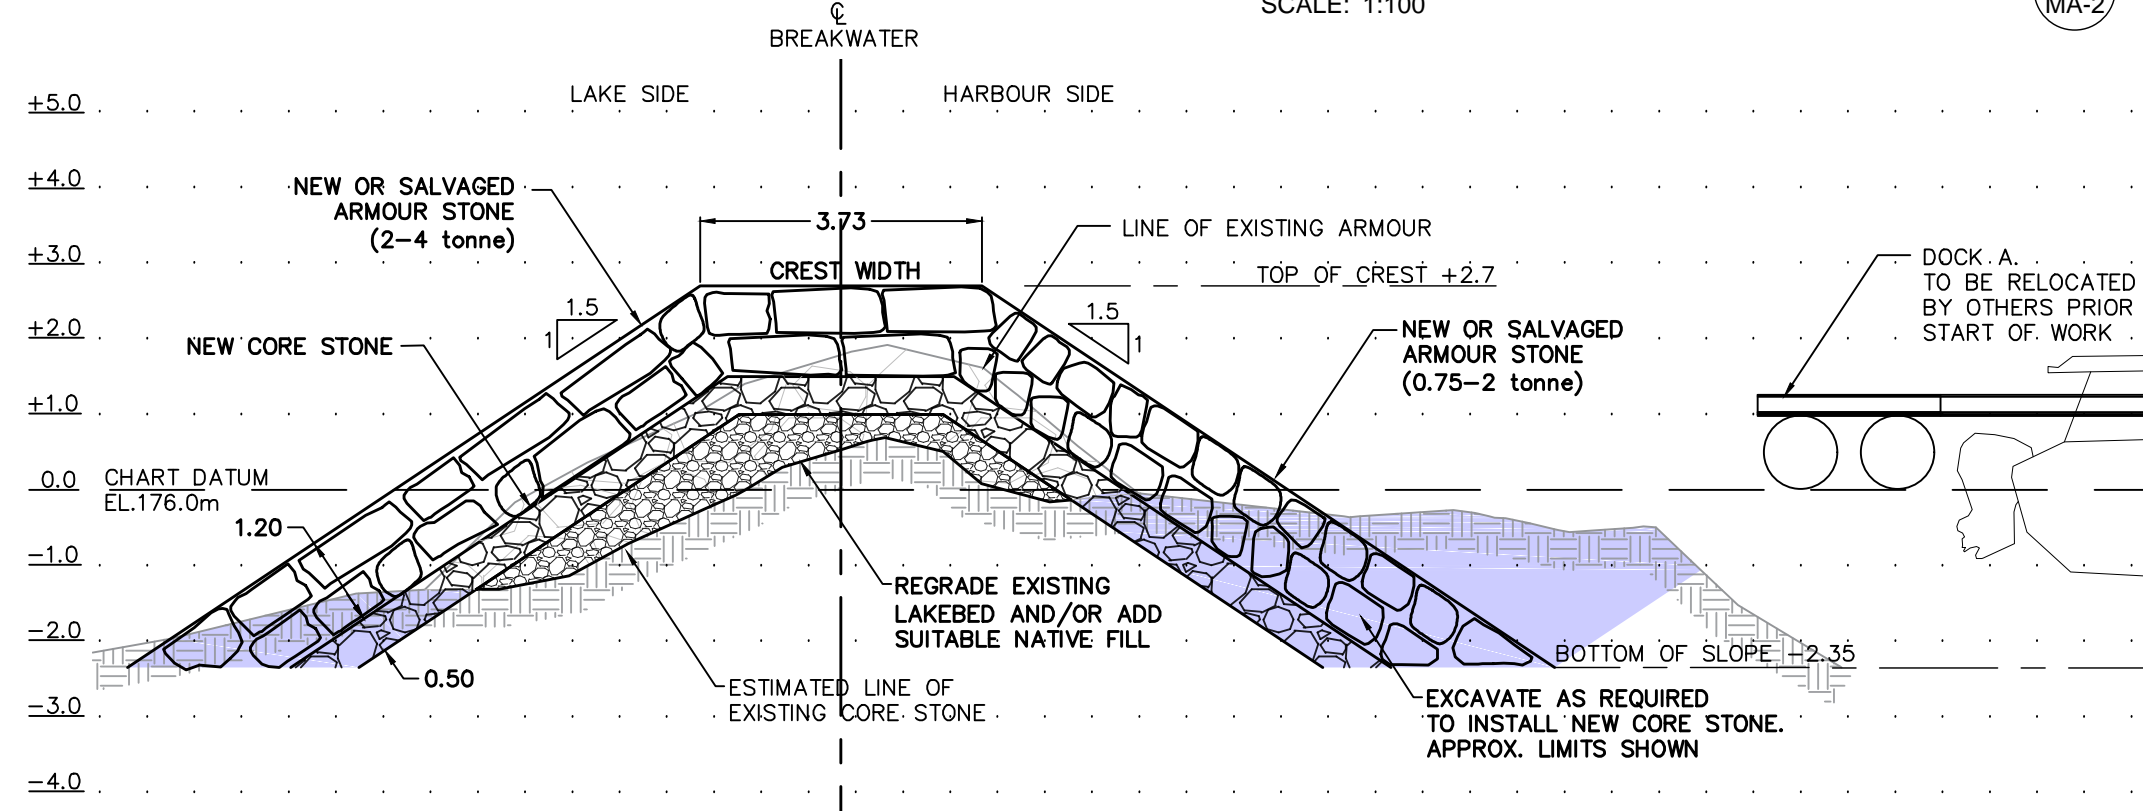 SCALE: 1:100
MA-2
℄
BREAKWATER
LAKE SIDE
HARBOUR SIDE
+5.0
+4.0
NEW OR SALVAGED
ARMOUR STONE
(2-4 tonne)
3.73
CREST WIDTH
LINE OF EXISTING ARMOUR
TOP OF CREST +2.7
DOCK A.
TO BE RELOCATED
BY OTHERS PRIOR
START OF WORK
+3.0
1.5
1
1.5
1
+2.0
NEW CORE STONE
NEW OR SALVAGED
ARMOUR STONE
(0.75-2 tonne)
+1.0
0.0
CHART DATUM
EL.176.0m
1.20
-1.0
REGRADE EXISTING
LAKEBED AND/OR ADD
SUITABLE NATIVE FILL
-2.0
BOTTOM OF SLOPE -2.35
0.50
ESTIMATED LINE OF
EXISTING CORE STONE
EXCAVATE AS REQUIRED
TO INSTALL NEW CORE STONE.
APPROX. LIMITS SHOWN
-3.0
-4.0